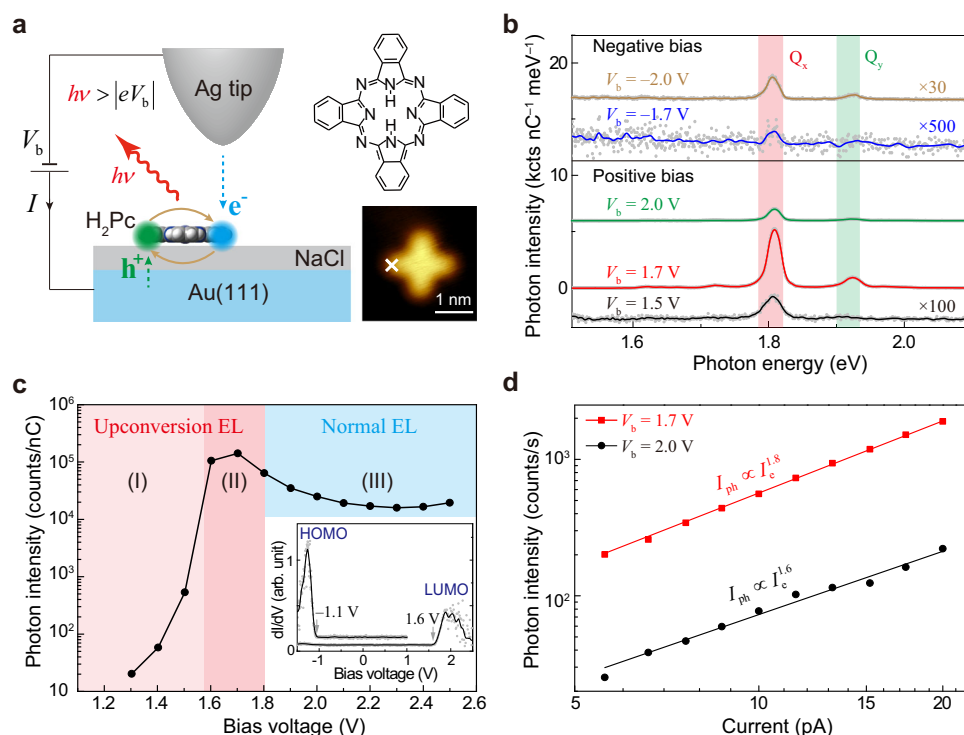 a
Ag tip
hν > |eV_b|
V_b
hν
I
e⁻
H₂Pc
h⁺
NaCl
Au(111)
N
N
N
N
H
N
N
H
N
N
1 nm
b
Photon intensity (kcts nC⁻¹ meV⁻¹)
20
10
0
Negative bias
Q_x
Q_y
V_b = −2.0 V
×30
V_b = −1.7 V
×500
Positive bias
V_b = 2.0 V
V_b = 1.7 V
V_b = 1.5 V
×100
1.6 1.8 2.0
Photon energy (eV)
c
Photon intensity (counts/nC)
10⁶
10⁵
10⁴
10³
10²
10
Upconversion EL
Normal EL
(I)
(II)
(III)
dI/dV (arb. unit)
1
0
HOMO
LUMO
−1.1 V
1.6 V
−1 0 1 2
Bias voltage (V)
1.2 1.4 1.6 1.8 2.0 2.2 2.4 2.6
Bias voltage (V)
d
Photon intensity (counts/s)
10³
10²
V_b = 1.7 V
V_b = 2.0 V
I_ph ∝ I_e^1.8
I_ph ∝ I_e^1.6
5 10 15 20
Current (pA)